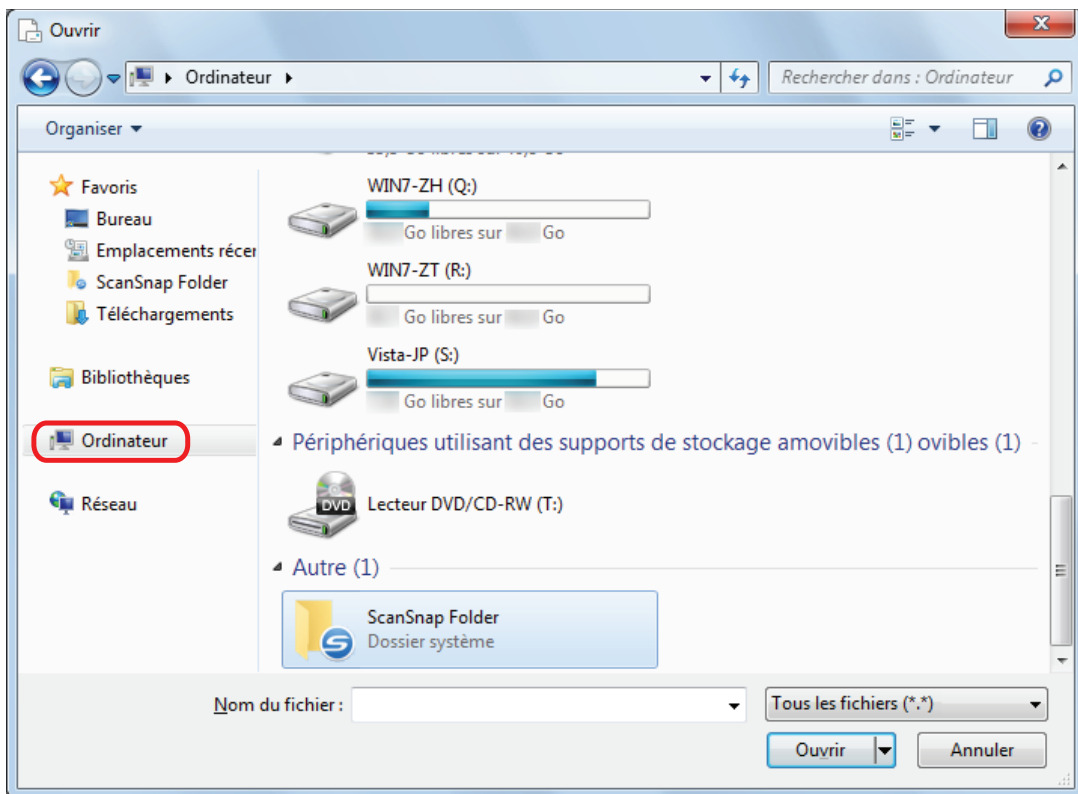 Ouvrir
Ordinateur
Rechercher dans : Ordinateur
Organiser
Favoris
Bureau
Emplacements récer
ScanSnap Folder
Téléchargements
Bibliothèques
Ordinateur
Réseau
WIN7-ZH (Q:)
Go libres sur Go
WIN7-ZT (R:)
Go libres sur Go
Vista-JP (S:)
Go libres sur Go
Périphériques utilisant des supports de stockage amovibles (1) ovibles (1)
DVD
Lecteur DVD/CD-RW (T:)
Autre (1)
ScanSnap Folder
Dossier système
Nom du fichier :
Tous les fichiers (*.*)
Ouvrir
Annuler